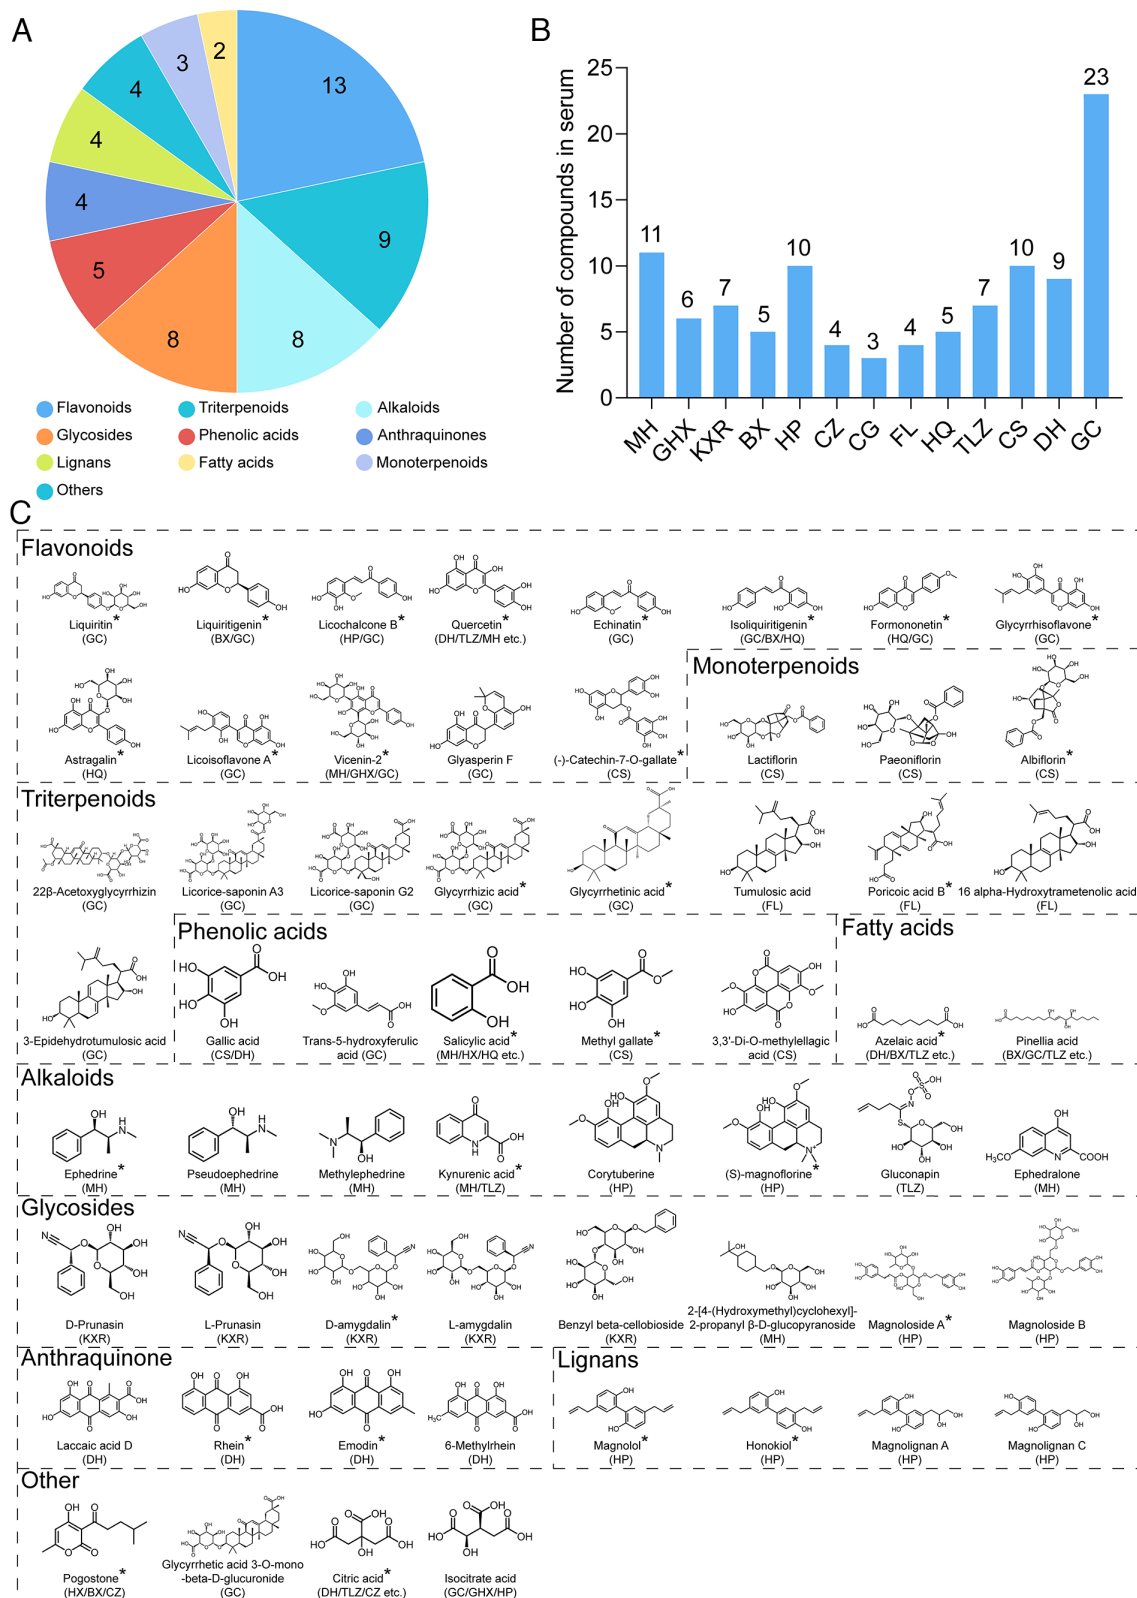 A
13
9
8
8
5
4
4
4
3
2
Flavonoids
Triterpenoids
Alkaloids
Glycosides
Phenolic acids
Anthraquinones
Lignans
Fatty acids
Monoterpenoids
Others
B
Number of compounds in serum
25
20
15
10
5
0
11
6
7
5
10
4
3
4
5
7
10
9
23
MH
GHX
KXR
BX
HP
CZ
CG
FL
HQ
TLZ
CS
DH
GC
C
Flavonoids
Liquiritin*
(GC)
Liquiritigenin*
(BX/GC)
Licochalcone B*
(HP/GC)
Quercetin*
(DH/TLZ/MH etc.)
Echinatin*
(GC)
Isoliquiritigenin*
(GC/BX/HQ)
Formononetin*
(HQ/GC)
Glycyrrhisoflavone*
(GC)
Astragalin*
(HQ)
Licoisoflavone A*
(GC)
Vicenin-2*
(MH/GHX/GC)
Glyasperin F
(GC)
(-)-Catechin-7-O-gallate*
(CS)
Monoterpenoids
Lactiflorin
(CS)
Paeoniflorin
(CS)
Albiflorin*
(CS)
Triterpenoids
22β-Acetoxyglycyrrhizin
(GC)
Licorice-saponin A3
(GC)
Licorice-saponin G2
(GC)
Glycyrrhizic acid*
(GC)
Glycyrrhetinic acid*
(GC)
Tumulosic acid
(FL)
Poricoic acid B*
(FL)
16 alpha-Hydroxytrametenolic acid
(FL)
3-Epidehydrotumulosic acid
(GC)
Phenolic acids
Gallic acid
(CS/DH)
Trans-5-hydroxyferulic
acid (GC)
Salicylic acid*
(MH/HX/HQ etc.)
Methyl gallate*
(CS)
3,3'-Di-O-methylellagic
acid (CS)
Fatty acids
Azelaic acid*
(DH/BX/TLZ etc.)
Pinellia acid
(BX/GC/TLZ etc.)
Alkaloids
Ephedrine*
(MH)
Pseudoephedrine
(MH)
Methylephedrine
(MH)
Kynurenic acid*
(MH/TLZ)
Corytuberine
(HP)
(S)-magnoflorine*
(HP)
Gluconapin
(TLZ)
Ephedralone
(MH)
Glycosides
D-Prunasin
(KXR)
L-Prunasin
(KXR)
D-amygdalin*
(KXR)
L-amygdalin
(KXR)
Benzyl beta-cellobioside
(KXR)
2-[4-(Hydroxymethyl)cyclohexyl]-
2-propanyl β-D-glucopyranoside
(MH)
Magnoloside A*
(HP)
Magnoloside B
(HP)
Anthraquinone
Laccaic acid D
(DH)
Rhein*
(DH)
Emodin*
(DH)
6-Methylrhein
(DH)
Lignans
Magnolol*
(HP)
Honokiol*
(HP)
Magnolignan A
(HP)
Magnolignan C
(HP)
Other
Pogostone*
(HX/BX/CZ)
Glycyrrhetic acid 3-O-mono
-beta-D-glucuronide
(GC)
Citric acid*
(DH/TLZ/CZ etc.)
Isocitrate acid
(GC/GHX/HP)